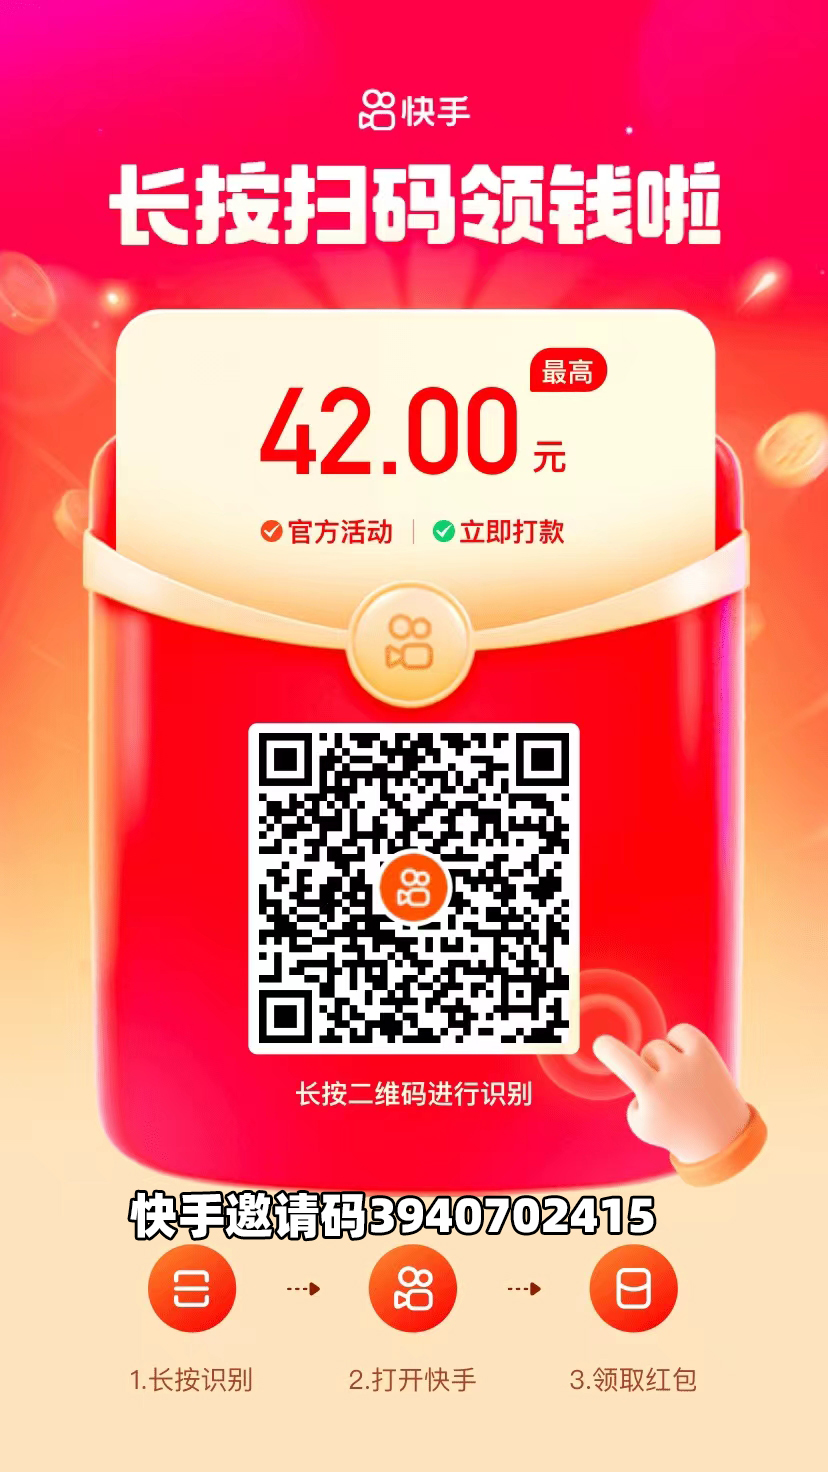 快手
长按扫码领钱啦
最高
42.00元
官方活动 立即打款
长按二维码进行识别
快手邀请码3940702415
1.长按识别 2.打开快手 3.领取红包